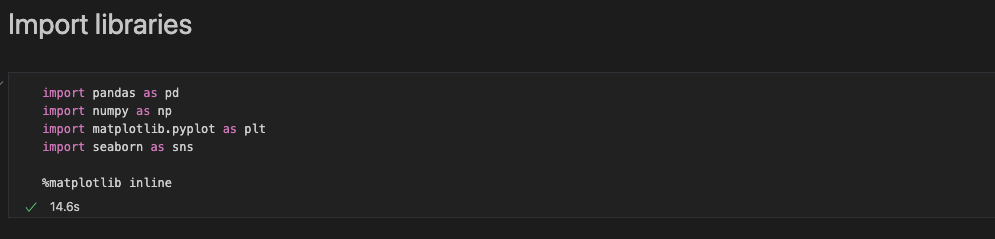 Import libraries
import pandas as pd
import numpy as np
import matplotlib.pyplot as plt
import seaborn as sns
%matplotlib inline
14.6s